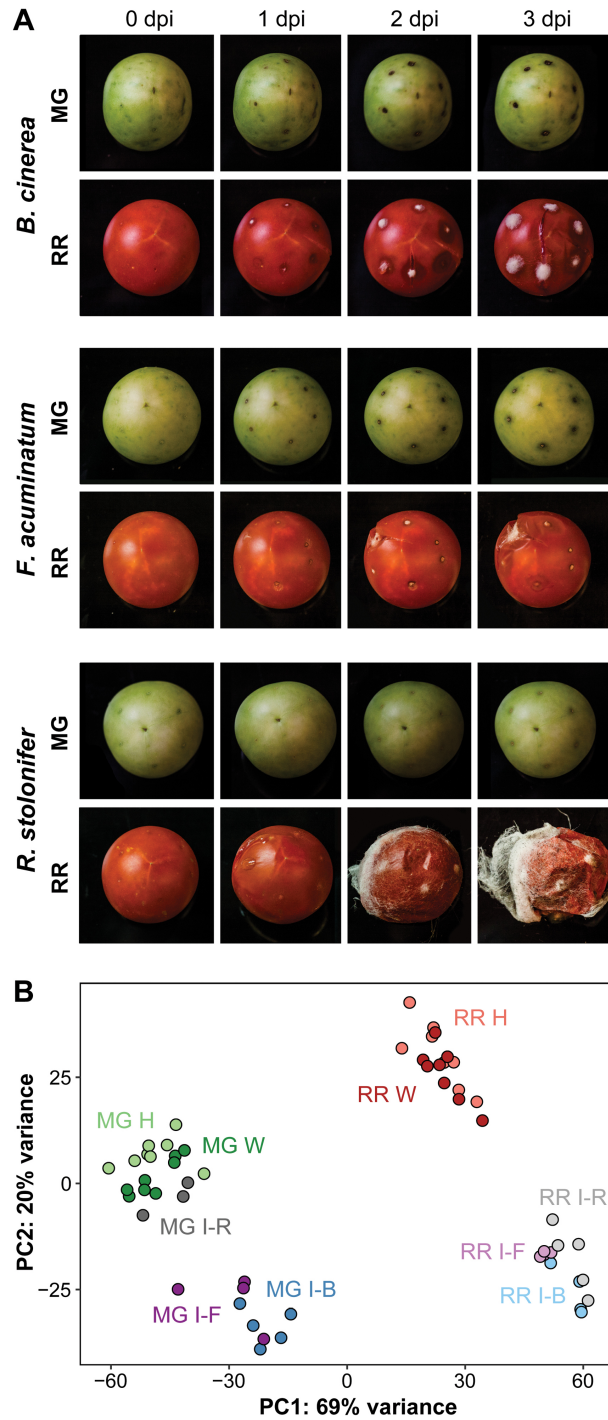 A
0 dpi 1 dpi 2 dpi 3 dpi
B. cinerea
MG
RR
F. acuminatum
MG
RR
R. stolonifer
MG
RR
B
PC2: 20% variance
25
0
−25
RR H
RR W
MG H
MG W
MG I-R
RR I-R
RR I-F
RR I-B
MG I-B
MG I-F
−60 −30 0 30 60
PC1: 69% variance